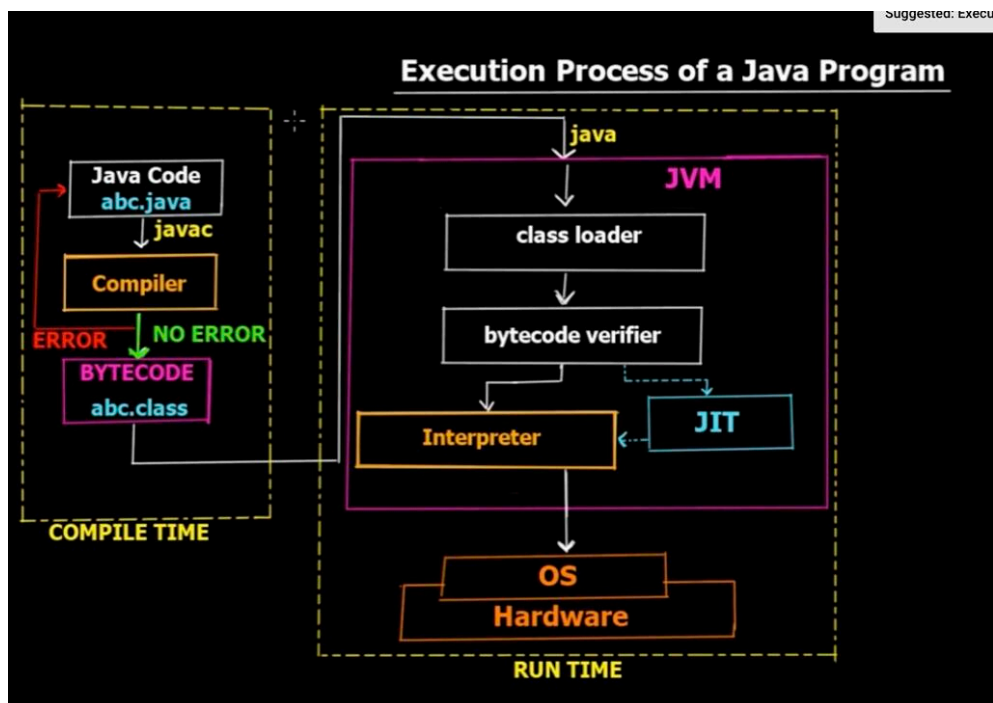 Suggested: Execu
Execution Process of a Java Program
Java Code
abc.java
javac
Compiler
ERROR
NO ERROR
BYTECODE
abc.class
COMPILE TIME
java
JVM
class loader
bytecode verifier
Interpreter
JIT
OS
Hardware
RUN TIME